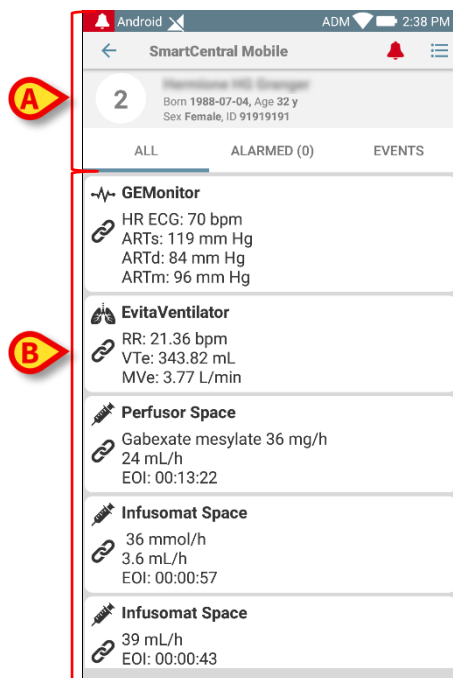 Android ADM 2:38 PM
SmartCentral Mobile
A
2
Born 1988-07-04, Age 32 y
Sex Female, ID 91919191
ALL ALARMED (0) EVENTS
GEMonitor
HR ECG: 70 bpm
ARTs: 119 mm Hg
ARTd: 84 mm Hg
ARTm: 96 mm Hg
EvitaVentilator
B
RR: 21.36 bpm
VTe: 343.82 mL
MVe: 3.77 L/min
Perfusor Space
Gabexate mesylate 36 mg/h
24 mL/h
EOI: 00:13:22
Infusomat Space
36 mmol/h
3.6 mL/h
EOI: 00:00:57
Infusomat Space
39 mL/h
EOI: 00:00:43